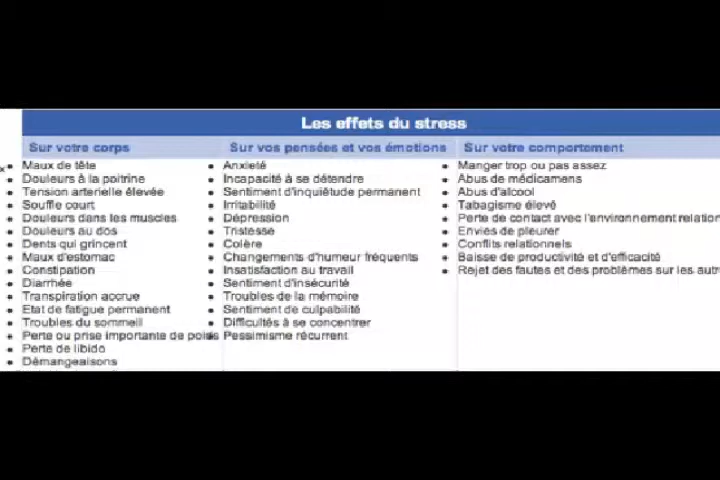 Les effets du stress
Sur votre corps
Maux de tête
Douleurs à la poitrine
Tension arterielle élevée
Souffle court
Douleurs dans les muscles
Douleurs au dos
Dents qui grincent
Maux d'estomac
Constipation
Diarrhée
Transpiration accrue
Etat de fatigue permanent
Troubles du sommeil
Perte ou prise importante de poids
Perte de libido
Démangeaisons
Sur vos pensées et vos émotions
Anxieté
Incapacité à se détendre
Sentiment d'inquiétude permanent
Irritabilité
Dépression
Tristesse
Colère
Changements d'humeur fréquents
Insatisfaction au travail
Sentiment d'insécurité
Troubles de la mémoire
Sentiment de culpabilité
Difficultés à se concentrer
Pessimisme récurrent
Sur votre comportement
Manger trop ou pas assez
Abus de médicamens
Abus d'alcool
Tabagisme élevé
Perte de contact avec l'environnement relation
Envies de pleurer
Conflits relationnels
Baisse de productivité et d'efficacité
Rejet des fautes et des problèmes sur les autr